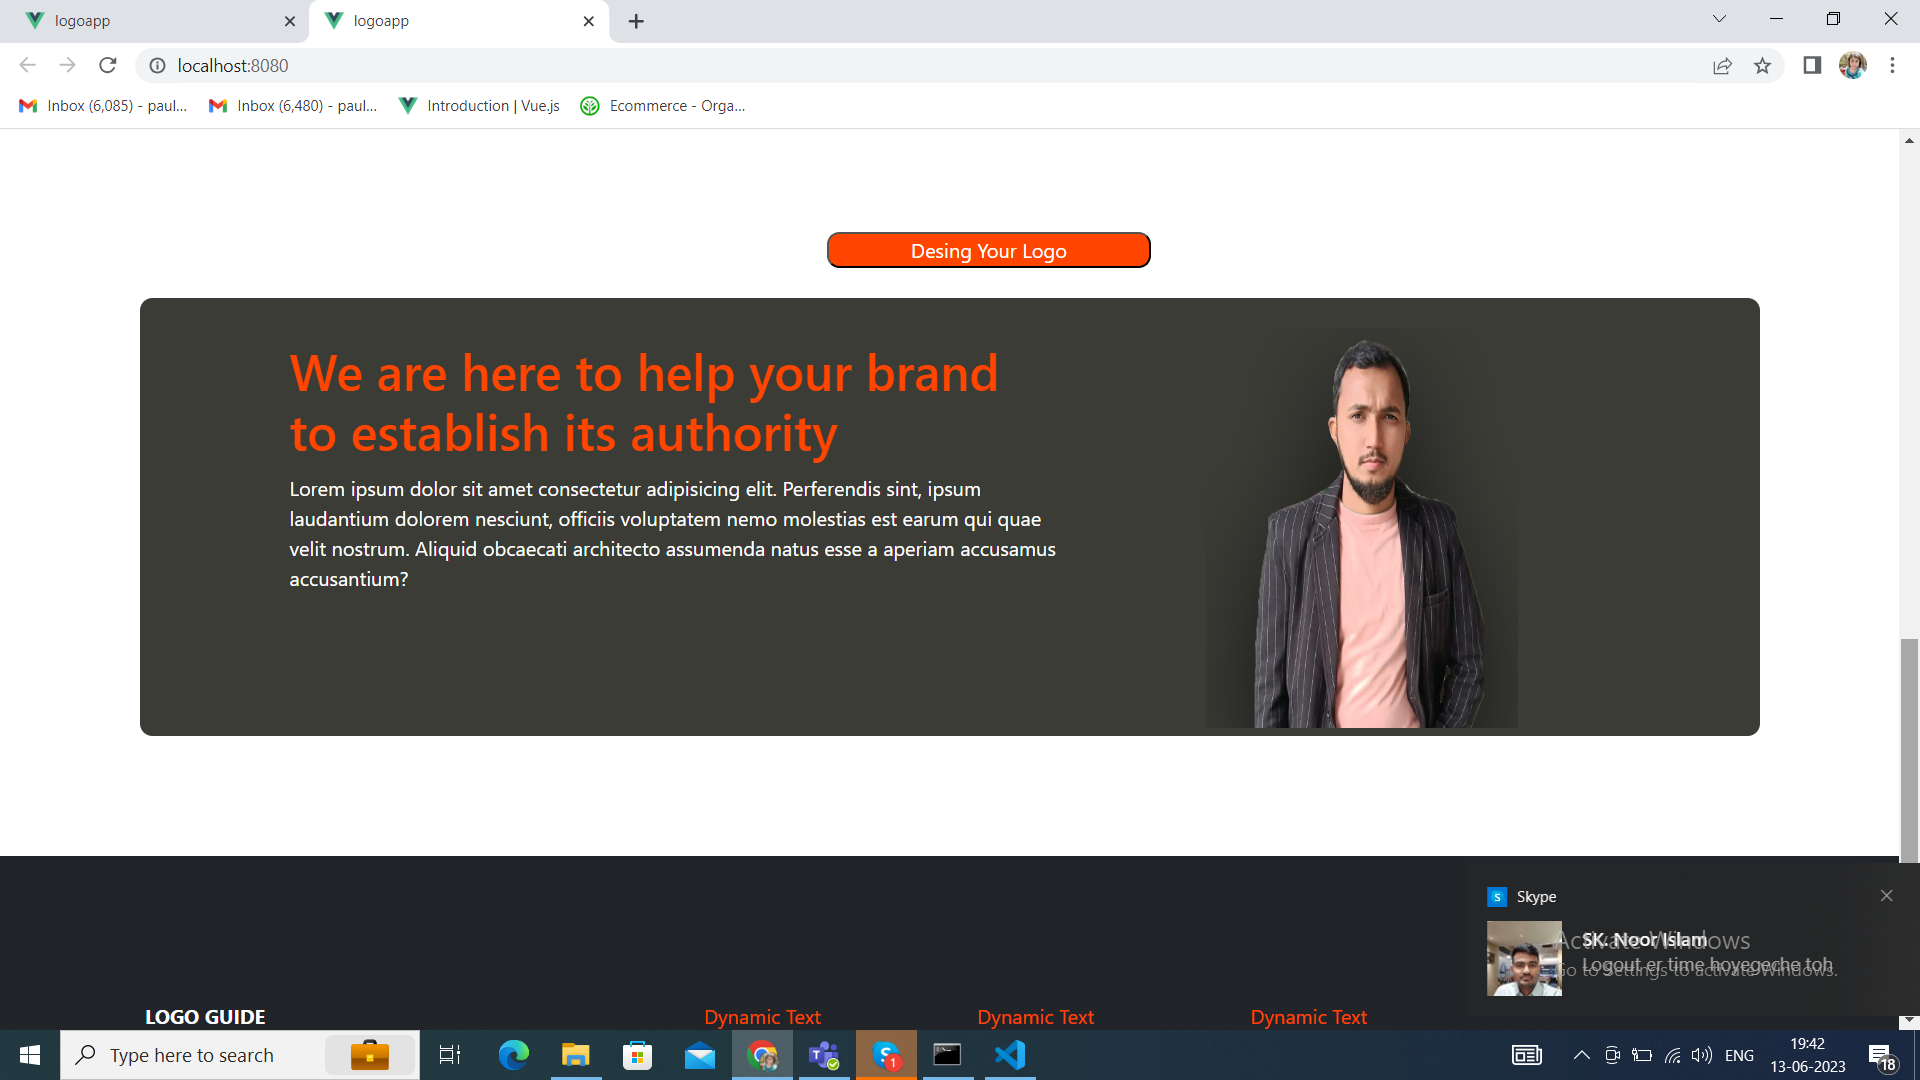 logoapp
logoapp
localhost:8080
Inbox (6,085) - paul...
Inbox (6,480) - paul...
Introduction | Vue.js
Ecommerce - Orga...
Desing Your Logo
We are here to help your brand
to establish its authority
Lorem ipsum dolor sit amet consectetur adipisicing elit. Perferendis sint, ipsum
laudantium dolorem nesciunt, officiis voluptatem nemo molestias est earum qui quae
velit nostrum. Aliquid obcaecati architecto assumenda natus esse a aperiam accusamus
accusantium?
Skype
SK. Noor Islam
Activate Windows
Logout er time hoyegeche toh
Go to Settings to activate Windows.
LOGO GUIDE
Dynamic Text
Dynamic Text
Dynamic Text
Type here to search
1
ENG
19:42
13-06-2023
18